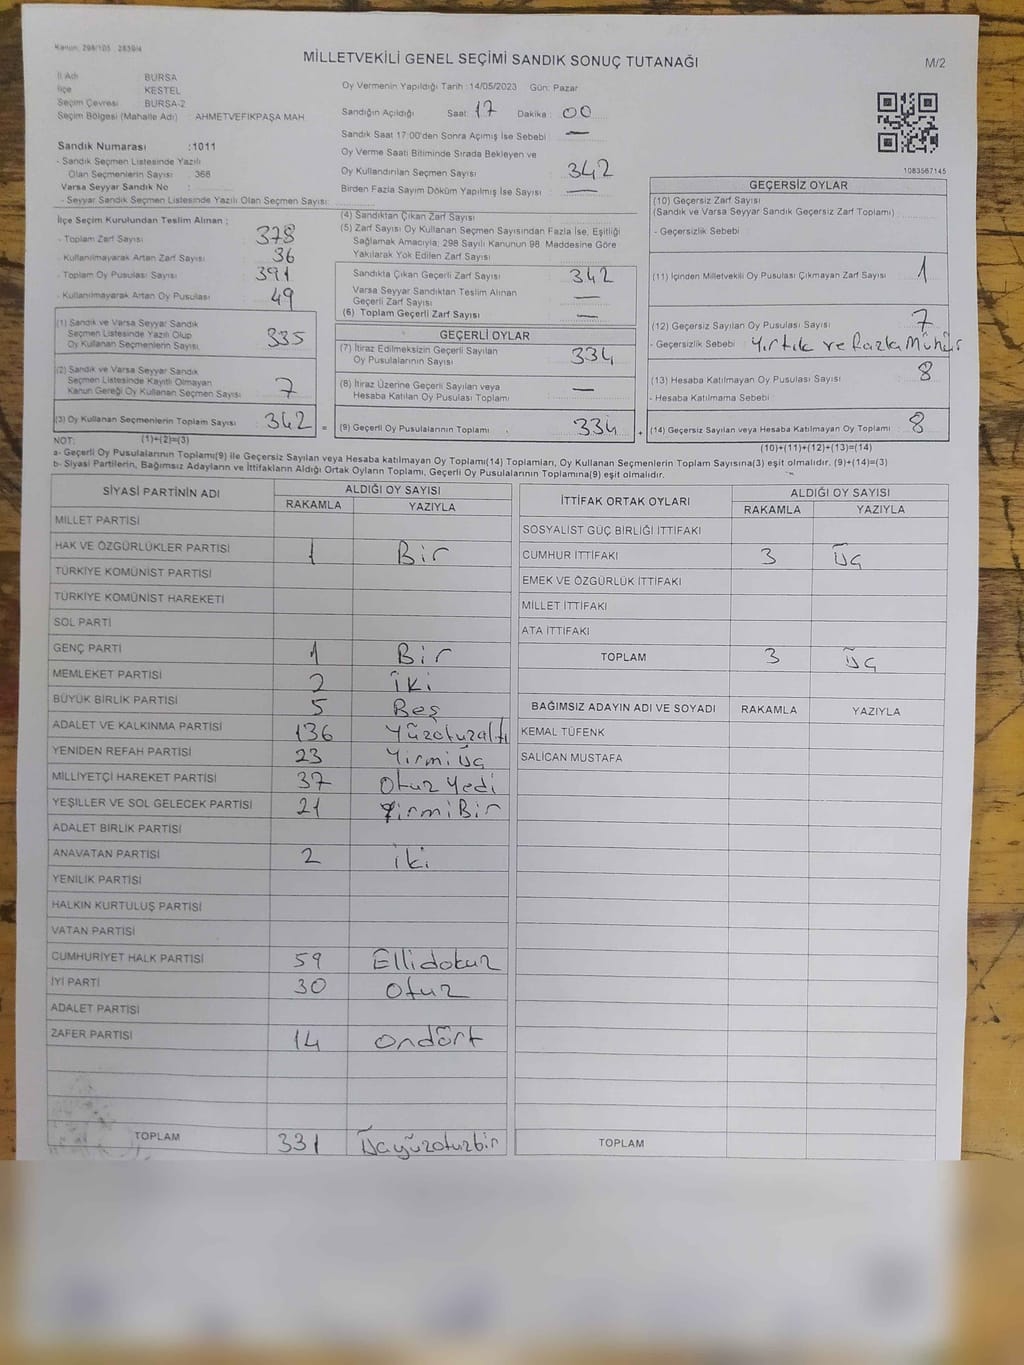 Kanun: 298/105 , 2839/4
MİLLETVEKİLİ GENEL SEÇİMİ SANDIK SONUÇ TUTANAĞI
M/2
İl Adı BURSA
İlçe KESTEL
Seçim Çevresi BURSA-2
Seçim Bölgesi (Mahalle Adı) : AHMETVEFİKPAŞA MAH.
Oy Vermenin Yapıldığı Tarih : 14/05/2023 Gün: Pazar
Sandığın Açıldığı Saat: 17 Dakika : 00
Sandık Saat 17:00'den Sonra Açımış İse Sebebi : —
Oy Verme Saati Bitiminde Sırada Bekleyen ve
Oy Kullandırılan Seçmen Sayısı : 342
Birden Fazla Sayım Döküm Yapılmış İse Sayısı : —
1083567145
Sandık Numarası :1011
- Sandık Seçmen Listesinde Yazılı
Olan Seçmenlerin Sayısı : 368
Varsa Seyyar Sandık No :
- Seyyar Sandık Seçmen Listesinde Yazılı Olan Seçmen Sayısı:
İlçe Seçim Kurulundan Teslim Alınan ;
- Toplam Zarf Sayısı : 378
- Kullanılmayarak Artan Zarf Sayısı : 36
- Toplam Oy Pusulası Sayısı : 391
- Kullanılmayarak Artan Oy Pusulası : 49
(1) Sandık ve Varsa Seyyar Sandık
Seçmen Listesinde Yazılı Olup
Oy Kullanan Seçmenlerin Sayısı: 335
(2) Sandık ve Varsa Seyyar Sandık
Seçmen Listesinde Kayıtlı Olmayan
Kanun Gereği Oy Kullanan Seçmen Sayısı : 7
(3) Oy Kullanan Seçmenlerin Toplam Sayısı : 342 =
(4) Sandıktan Çıkan Zarf Sayısı :
(5) Zarf Sayısı Oy Kullanan Seçmen Sayısından Fazla İse, Eşitliği
Sağlamak Amacıyla; 298 Sayılı Kanunun 98. Maddesine Göre
Yakılarak Yok Edilen Zarf Sayısı :
Sandıkta Çıkan Geçerli Zarf Sayısı : 342
Varsa Seyyar Sandıktan Teslim Alınan
Geçerli Zarf Sayısı : —
(6) Toplam Geçerli Zarf Sayısı : —
GEÇERLİ OYLAR
(7) İtiraz Edilmeksizin Geçerli Sayılan
Oy Pusulalarının Sayısı : 334
(8) İtiraz Üzerine Geçerli Sayılan veya
Hesaba Katılan Oy Pusulası Toplamı : —
(9) Geçerli Oy Pusulalarının Toplamı : 334 +
GEÇERSİZ OYLAR
(10) Geçersiz Zarf Sayısı
(Sandık ve Varsa Seyyar Sandık Geçersiz Zarf Toplamı) :
- Geçersizlik Sebebi :
(11) İçinden Milletvekili Oy Pusulası Çıkmayan Zarf Sayısı : 1
(12) Geçersiz Sayılan Oy Pusulası Sayısı : 7
- Geçersizlik Sebebi : Yırtık ve Fazla Mühür
(13) Hesaba Katılmayan Oy Pusulası Sayısı : 8
- Hesaba Katmama Sebebi :
(14) Geçersiz Sayılan veya Hesaba Katılmayan Oy Toplamı : 8
NOT: (1)+(2)=(3) (10)+(11)+(12)+(13)=(14)
a- Geçerli Oy Pusulalarının Toplamı(9) ile Geçersiz Sayılan veya Hesaba katılmayan Oy Toplamı(14) Toplamları, Oy Kullanan Seçmenlerin Toplam Sayısına(3) eşit olmalıdır. (9)+(14)=(3)
b- Siyasi Partilerin, Bağımsız Adayların ve İttifakların Aldığı Ortak Oyların Toplamı, Geçerli Oy Pusulalarının Toplamına(9) eşit olmalıdır.
SİYASİ PARTİNİN ADI ALDIĞI OY SAYISI
RAKAMLA YAZIYLA
MİLLET PARTİSİ
HAK VE ÖZGÜRLÜKLER PARTİSİ 1 Bir
TÜRKİYE KOMÜNİST PARTİSİ
TÜRKİYE KOMÜNİST HAREKETİ
SOL PARTİ
GENÇ PARTİ 1 Bir
MEMLEKET PARTİSİ 2 iki
BÜYÜK BİRLİK PARTİSİ 5 Beş
ADALET VE KALKINMA PARTİSİ 136 Yüzotuzaltı
YENİDEN REFAH PARTİSİ 23 Yirmi üç
MİLLİYETÇİ HAREKET PARTİSİ 37 Otuz Yedi
YEŞİLLER VE SOL GELECEK PARTİSİ 21 YirmiBir
ADALET BİRLİK PARTİSİ
ANAVATAN PARTİSİ 2 iki
YENİLİK PARTİSİ
HALKIN KURTULUŞ PARTİSİ
VATAN PARTİSİ
CUMHURİYET HALK PARTİSİ 59 Ellidokuz
İYİ PARTİ 30 Otuz
ADALET PARTİSİ
ZAFER PARTİSİ 14 Ondört
TOPLAM 331 Üçyüzotuzbir
İTTİFAK ORTAK OYLARI ALDIĞI OY SAYISI
RAKAMLA YAZIYLA
SOSYALİST GÜÇ BİRLİĞİ İTTİFAKI
CUMHUR İTTİFAKI 3 Üç
EMEK VE ÖZGÜRLÜK İTTİFAKI
MİLLET İTTİFAKI
ATA İTTİFAKI
TOPLAM 3 Üç
BAĞIMSIZ ADAYIN ADI VE SOYADI RAKAMLA YAZIYLA
KEMAL TÜFENK
SALİCAN MUSTAFA
TOPLAM